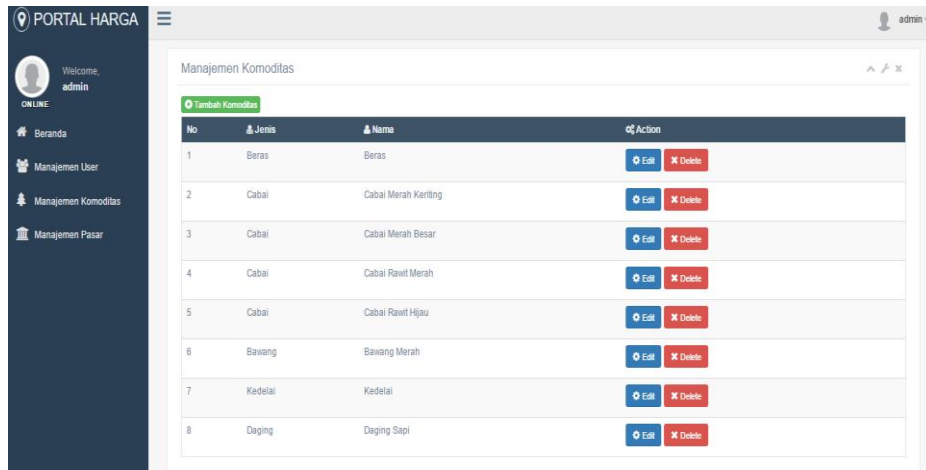 PORTAL HARGA
admin
Welcome,
admin
ONLINE
Beranda
Manajemen User
Manajemen Komoditas
Manajemen Pasar
Manajemen Komoditas
Tambah Komoditas
No Jenis Nama Action
1 Beras Beras Edit Delete
2 Cabai Cabai Merah Keriting Edit Delete
3 Cabai Cabai Merah Besar Edit Delete
4 Cabai Cabai Rawit Merah Edit Delete
5 Cabai Cabai Rawit Hijau Edit Delete
6 Bawang Bawang Merah Edit Delete
7 Kedelai Kedelai Edit Delete
8 Daging Daging Sapi Edit Delete